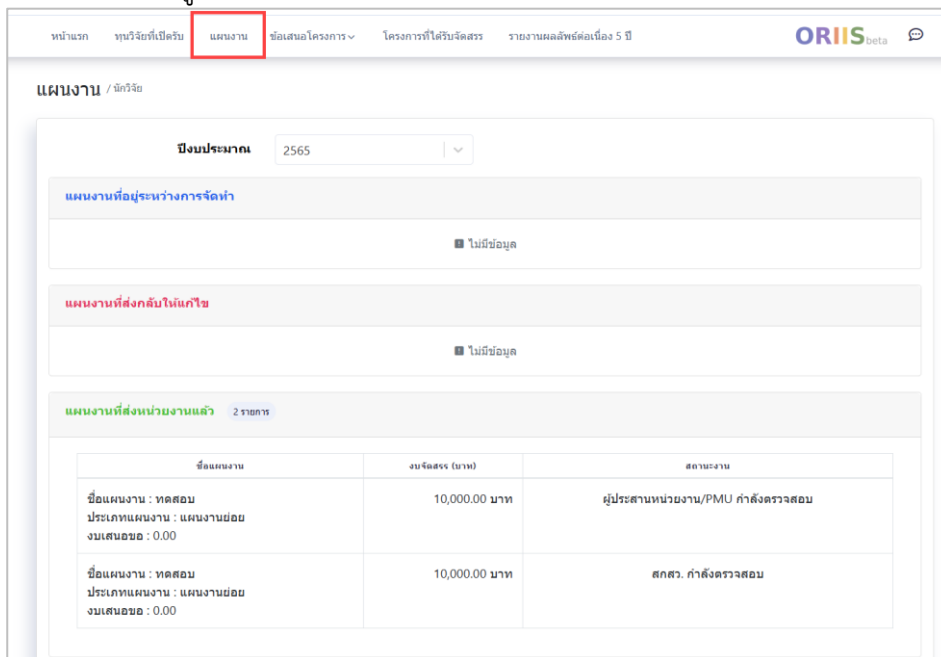 หน้าแรก ทุนวิจัยที่เปิดรับ แผนงาน ข้อเสนอโครงการ โครงการที่ได้รับจัดสรร รายงานผลลัพธ์ต่อเนื่อง 5 ปี ORIIS beta
แผนงาน / นักวิจัย
ปีงบประมาณ 2565
แผนงานที่อยู่ระหว่างการจัดทำ
ไม่มีข้อมูล
แผนงานที่ส่งกลับให้แก้ไข
ไม่มีข้อมูล
แผนงานที่ส่งหน่วยงานแล้ว 2 รายการ
ชื่อแผนงาน งบจัดสรร (บาท) สถานะงาน
ชื่อแผนงาน : ทดสอบ 10,000.00 บาท ผู้ประสานหน่วยงาน/PMU กำลังตรวจสอบ
ประเภทแผนงาน : แผนงานย่อย
งบเสนอขอ : 0.00
ชื่อแผนงาน : ทดสอบ 10,000.00 บาท สกสว. กำลังตรวจสอบ
ประเภทแผนงาน : แผนงานย่อย
งบเสนอขอ : 0.00